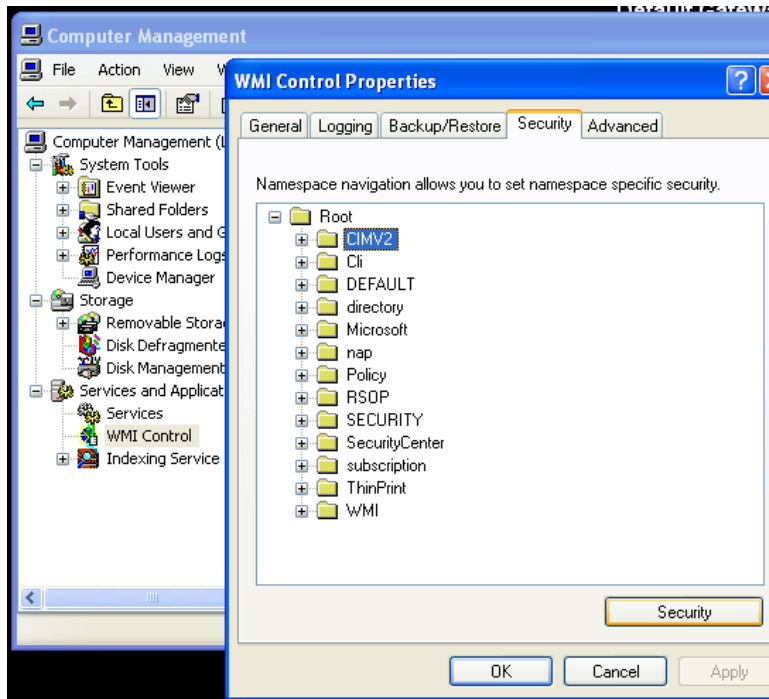 Default Gatew
Computer Management
File Action View
WMI Control Properties
General Logging Backup/Restore Security Advanced
Computer Management (L
System Tools
Event Viewer
Shared Folders
Local Users and G
Performance Logs
Device Manager
Storage
Removable Stora
Disk Defragmente
Disk Management
Services and Applicat
Services
WMI Control
Indexing Service
Namespace navigation allows you to set namespace specific security.
Root
CIMV2
Cli
DEFAULT
directory
Microsoft
nap
Policy
RSOP
SECURITY
SecurityCenter
subscription
ThinPrint
WMI
Security
OK Cancel Apply